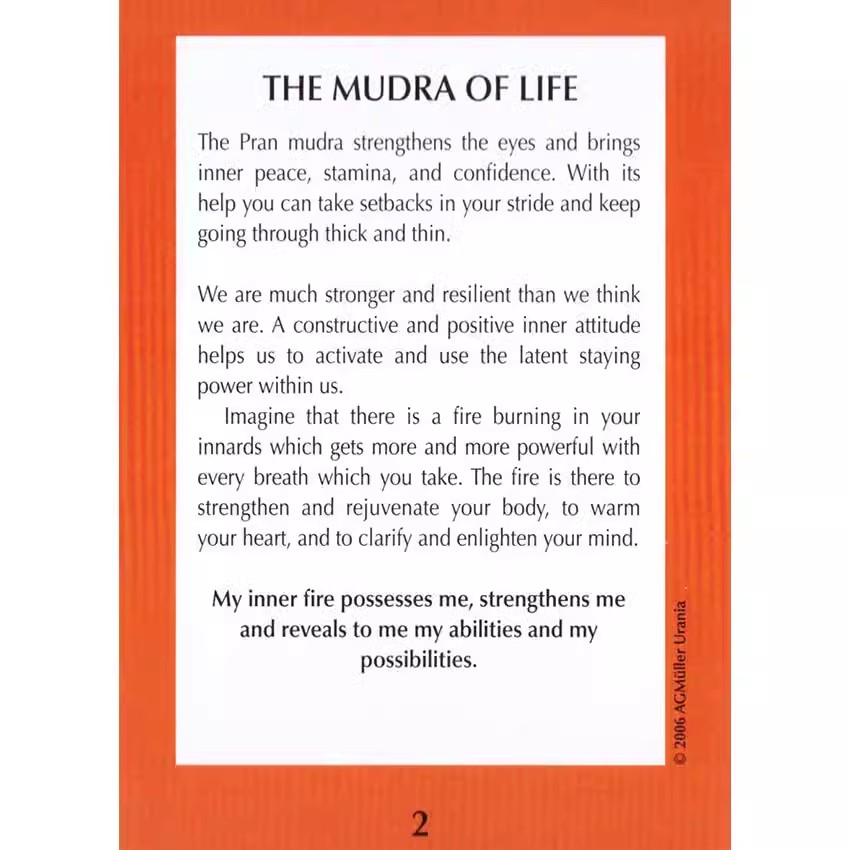 THE MUDRA OF LIFE
The Pran mudra strengthens the eyes and brings
inner peace, stamina, and confidence. With its
help you can take setbacks in your stride and keep
going through thick and thin.
We are much stronger and resilient than we think
we are. A constructive and positive inner attitude
helps us to activate and use the latent staying
power within us.
Imagine that there is a fire burning in your
innards which gets more and more powerful with
every breath which you take. The fire is there to
strengthen and rejuvenate your body, to warm
your heart, and to clarify and enlighten your mind.
My inner fire possesses me, strengthens me
and reveals to me my abilities and my
possibilities.
© 2006 AGMüller Urania
2